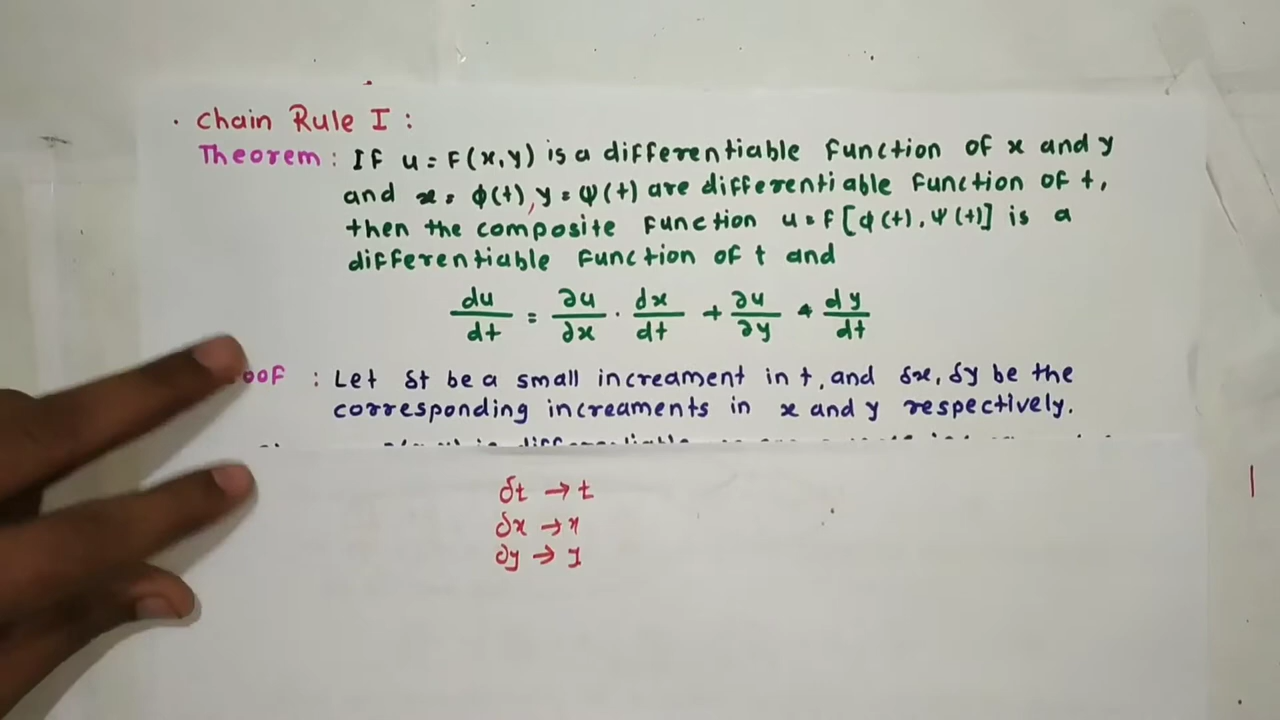 . Chain Rule I :
Theorem : If u = F(x,y) is a differentiable function of x and y
and x = ϕ(t), y = ψ(t) are differentiable function of t,
then the composite function u = F[ϕ(t), ψ(t)] is a
differentiable function of t and
du/dt = ∂u/∂x · dx/dt + ∂u/∂y + dy/dt
oof : Let δt be a small increament in t, and δx, δy be the
corresponding increaments in x and y respectively.
δt → t
δx → x
∂y → y